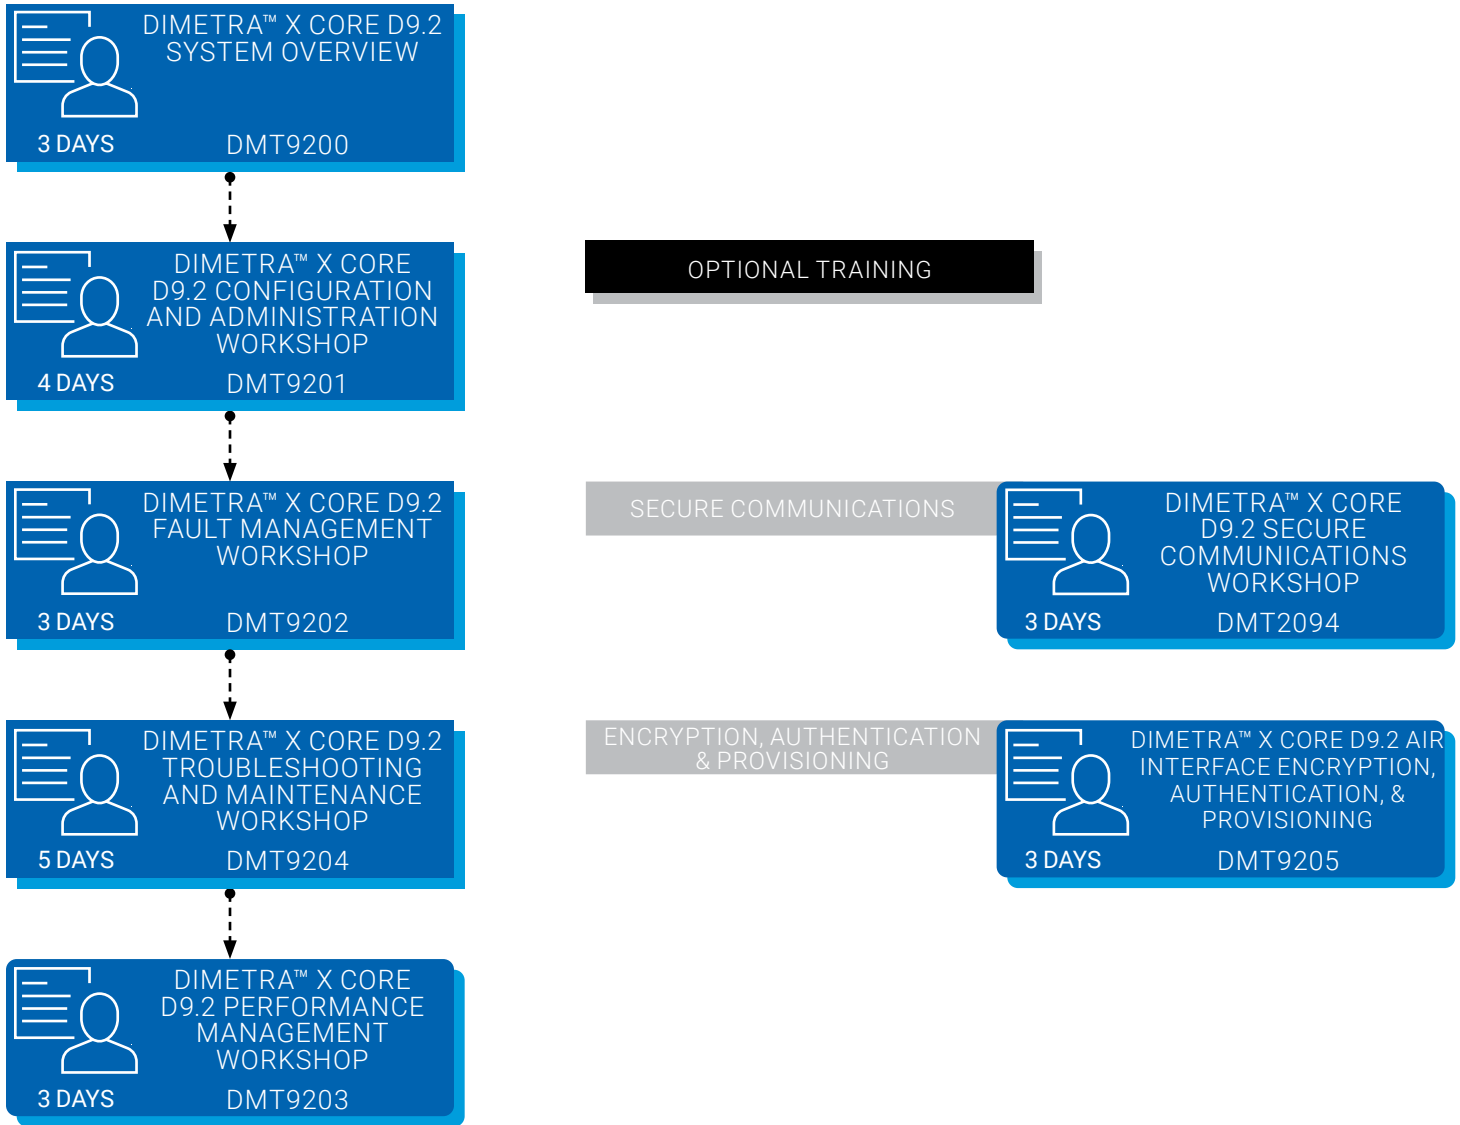 DIMETRA™ X CORE D9.2
SYSTEM OVERVIEW
3 DAYS
DMT9200
DIMETRA™ X CORE
D9.2 CONFIGURATION
AND ADMINISTRATION
WORKSHOP
4 DAYS
DMT9201
DIMETRA™ X CORE D9.2
FAULT MANAGEMENT
WORKSHOP
3 DAYS
DMT9202
DIMETRA™ X CORE D9.2
TROUBLESHOOTING
AND MAINTENANCE
WORKSHOP
5 DAYS
DMT9204
DIMETRA™ X CORE
D9.2 PERFORMANCE
MANAGEMENT
WORKSHOP
3 DAYS
DMT9203
OPTIONAL TRAINING
SECURE COMMUNICATIONS
DIMETRA™ X CORE
D9.2 SECURE
COMMUNICATIONS
WORKSHOP
3 DAYS
DMT2094
ENCRYPTION, AUTHENTICATION
& PROVISIONING
DIMETRA™ X CORE D9.2 AIR
INTERFACE ENCRYPTION,
AUTHENTICATION, &
PROVISIONING
3 DAYS
DMT9205